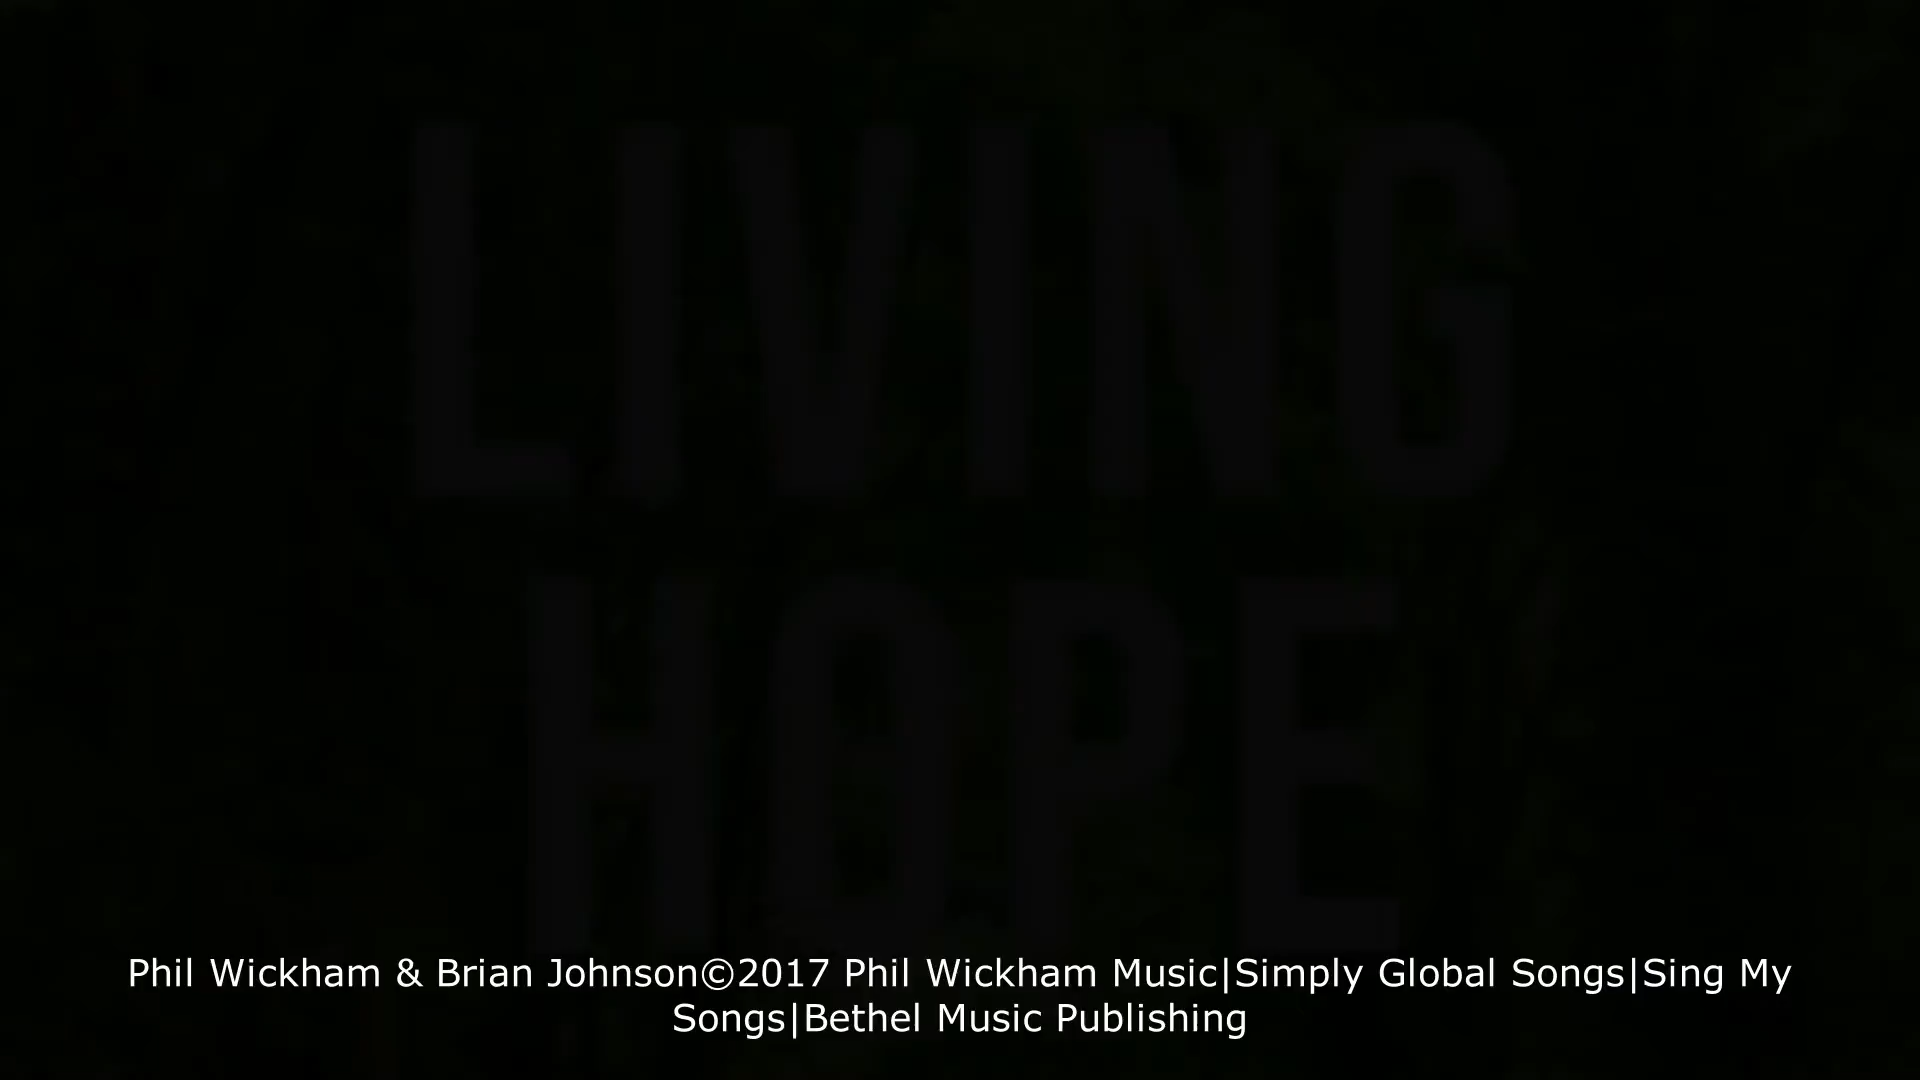 LIVING
HOPE
Phil Wickham & Brian Johnson©2017 Phil Wickham Music|Simply Global Songs|Sing My
Songs|Bethel Music Publishing